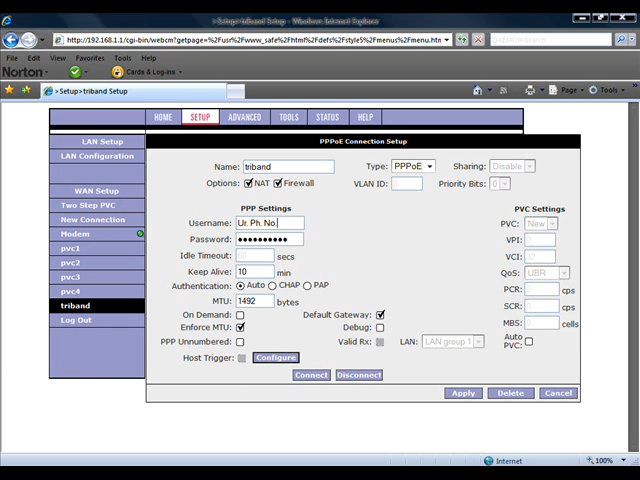 >Setup>triband Setup - Windows Internet Explorer
http://192.168.1.1/cgi-bin/webcm?getpage=%2Fusr%2Fwww_safe%2Fhtml%2Fdefs%2Fstyle5%2Fmenus%2Fmenu.htm
File Edit View Favorites Tools Help
Norton Cards & Log-ins
>Setup>triband Setup Page Tools
HOME SETUP ADVANCED TOOLS STATUS HELP
LAN Setup
LAN Configuration
WAN Setup
Two Step PVC
New Connection
Modem
pvc1
pvc2
pvc3
pvc4
triband
Log Out
PPPoE Connection Setup
Name: triband Type: PPPoE Sharing: Disable
Options: NAT Firewall VLAN ID: 0 Priority Bits: 0
PPP Settings
Username: Ur. Ph. No.
Password: ●●●●●●●●●●
Idle Timeout: 60 secs
Keep Alive: 10 min
Authentication: Auto CHAP PAP
MTU: 1492 bytes
On Demand: Default Gateway:
Enforce MTU: Debug:
PPP Unnumbered: Valid Rx: LAN: LAN group 1
Host Trigger: Configure
Connect Disconnect
PVC Settings
PVC: New
VPI: 0
VCI: 32
QoS: UBR
PCR: 0 cps
SCR: 0 cps
MBS: 0 cells
Auto PVC:
Apply Delete Cancel
Internet 100%